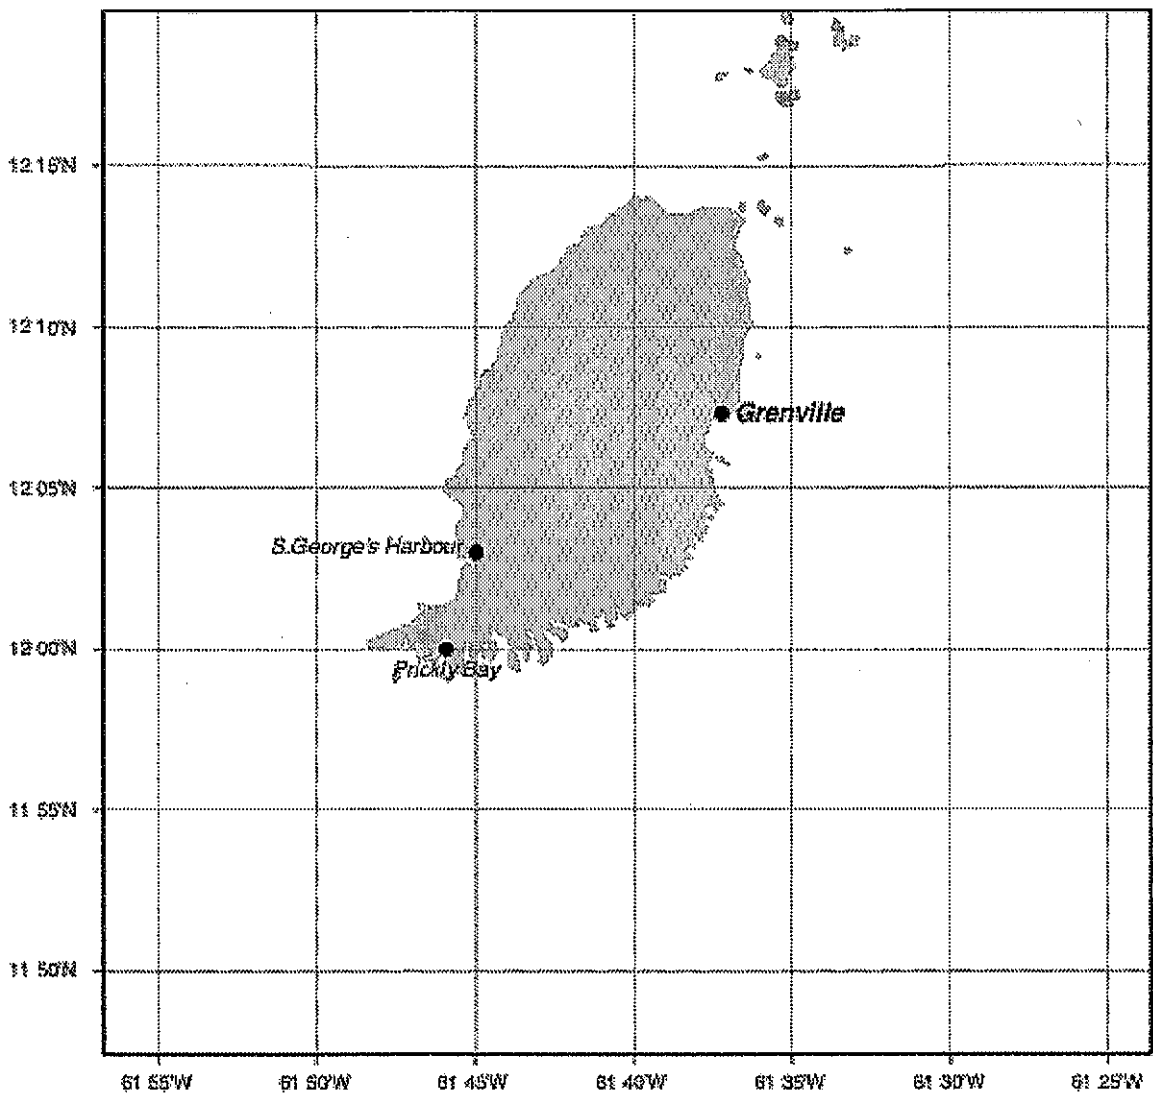 12 15'N
12 10'N
Grenville
12 05'N
S.George's Harbour
12 00'N
Prickly Bay
11 55'N
11 50'N
61 55'W 61 50'W 61 45'W 61 40'W 61 35'W 61 30'W 61 25'W